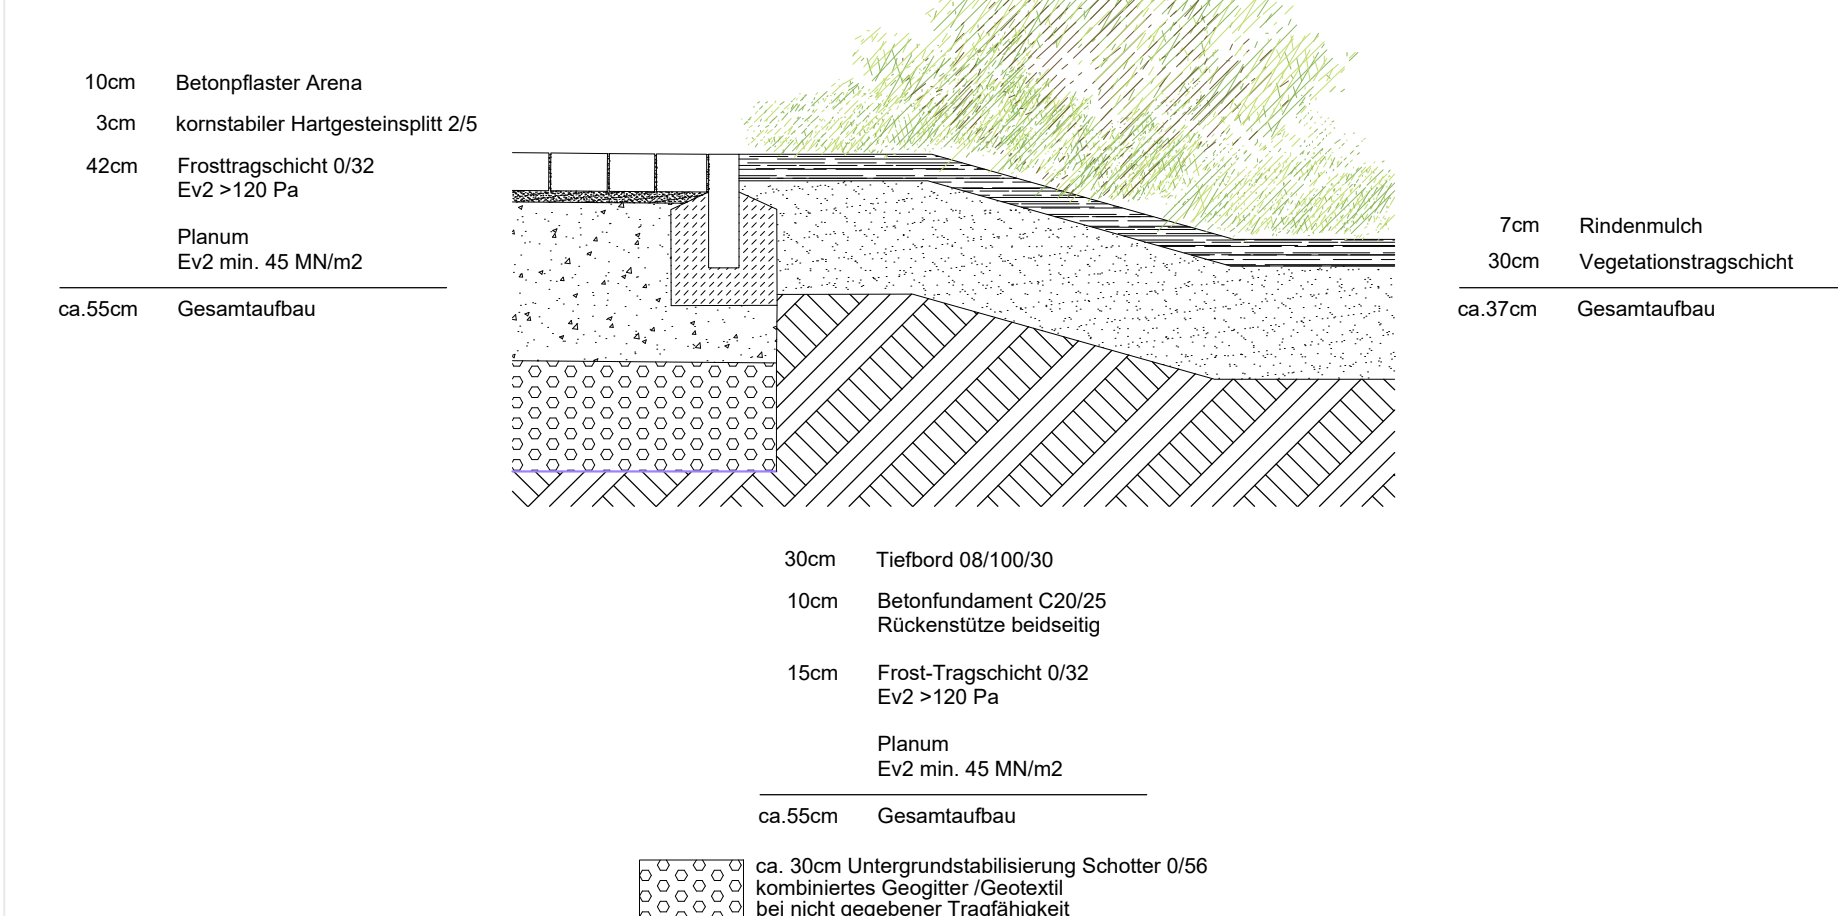 10cm Betonpflaster Arena
3cm kornstabiler Hartgesteinsplitt 2/5
42cm Frosttragschicht 0/32
Ev2 >120 Pa
Planum
Ev2 min. 45 MN/m2
ca.55cm Gesamtaufbau
7cm Rindenmulch
30cm Vegetationstragschicht
ca.37cm Gesamtaufbau
30cm Tiefbord 08/100/30
10cm Betonfundament C20/25
Rückenstütze beidseitig
15cm Frost-Tragschicht 0/32
Ev2 >120 Pa
Planum
Ev2 min. 45 MN/m2
ca.55cm Gesamtaufbau
ca. 30cm Untergrundstabilisierung Schotter 0/56
kombiniertes Geogitter /Geotextil
bei nicht gegebener Tragfähigkeit